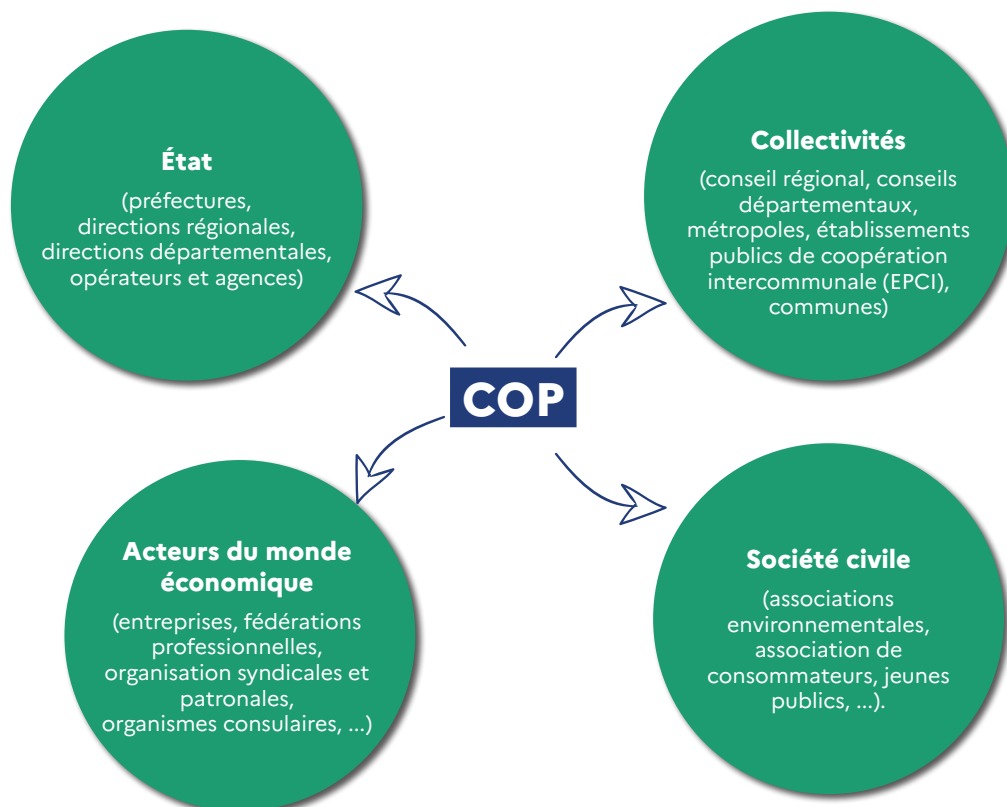 État
(préfectures,
directions régionales,
directions départementales,
opérateurs et agences)
Collectivités
(conseil régional, conseils
départementaux,
métropoles, établissements
publics de coopération
intercommunale (EPCI),
communes)
COP
Acteurs du monde
économique
(entreprises, fédérations
professionnelles,
organisation syndicales et
patronales,
organismes consulaires, ...)
Société civile
(associations
environnementales,
association de
consommateurs, jeunes
publics, ...).